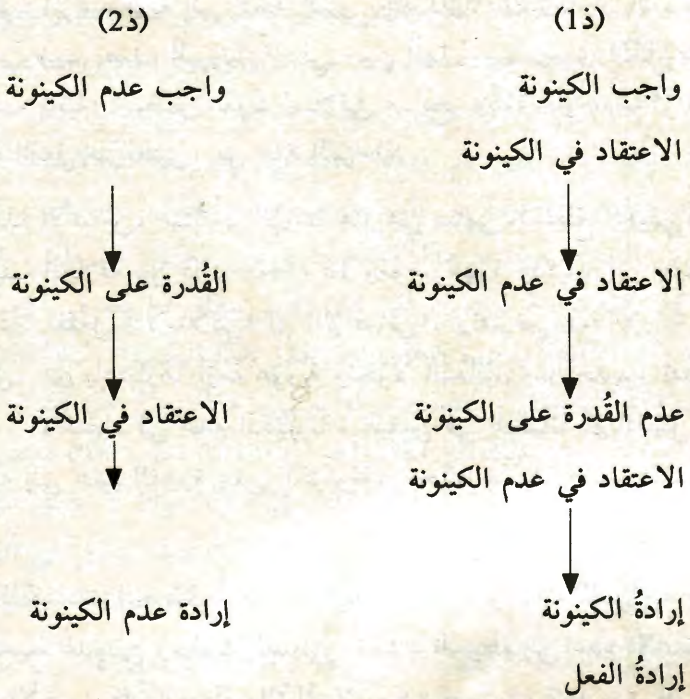 (ذ1)
واجب الكينونة
الاعتقاد في الكينونة
الاعتقاد في عدم الكينونة
عدم القُدرة على الكينونة
الاعتقاد في عدم الكينونة
إرادةُ الكينونة
إرادةُ الفعل
(ذ2)
واجب عدم الكينونة
القُدرة على الكينونة
الاعتقاد في الكينونة
إرادة عدم الكينونة